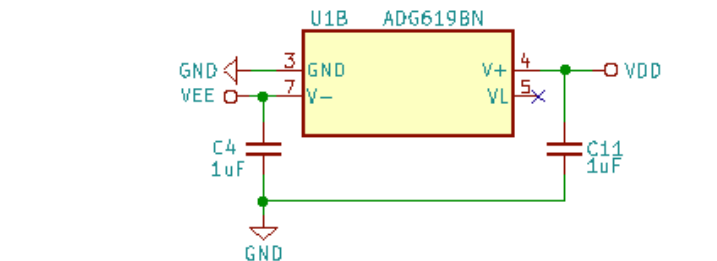 U1B ADG619BN
GND 3 GND V+ 4 VDD
VEE 7 V- VL 5
C4 C11
1uF 1uF
GND